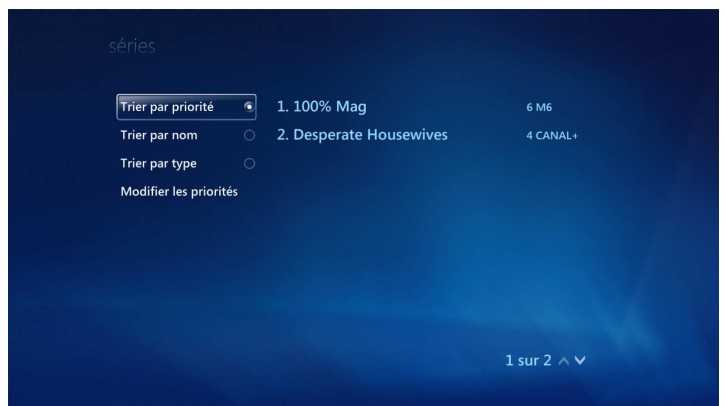 séries
Trier par priorité
1. 100% Mag 6 M6
Trier par nom
2. Desperate Housewives 4 CANAL+
Trier par type
Modifier les priorités
1 sur 2